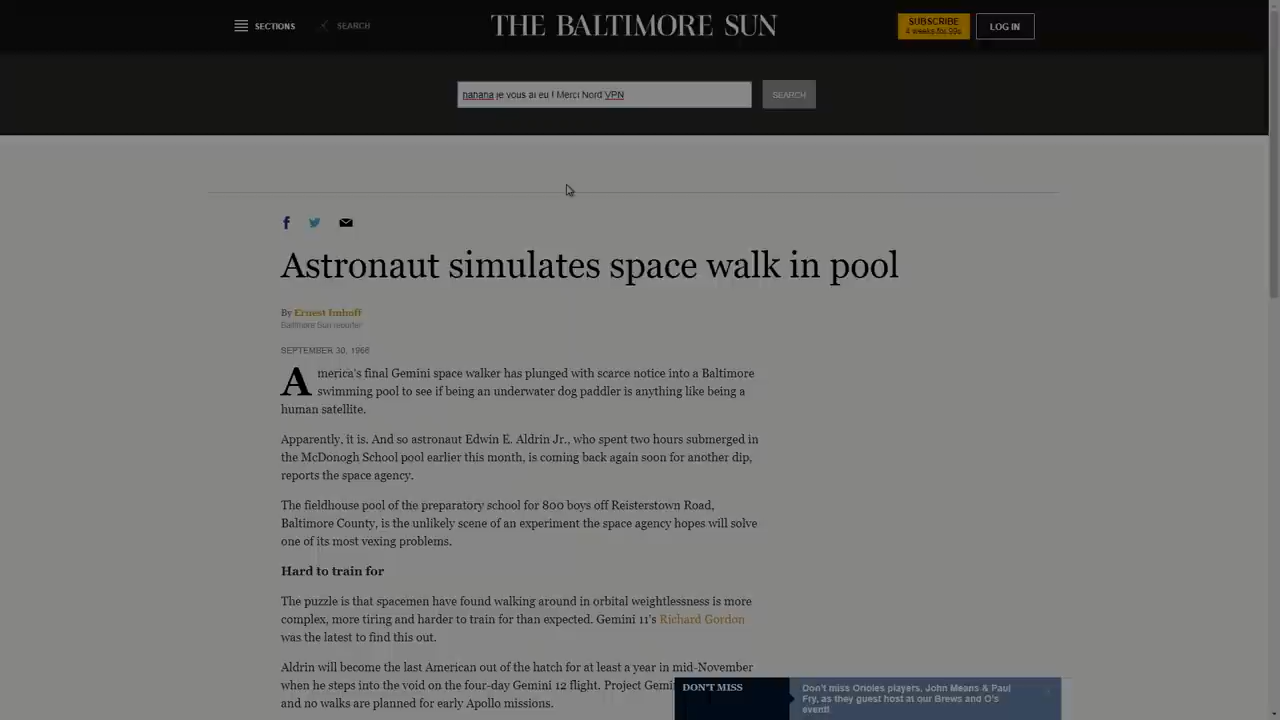 SECTIONS
SEARCH
THE BALTIMORE SUN
SUBSCRIBE
4 weeks for 99¢
LOG IN
hahaha je vous ai eu ! Merci Nord VPN
SEARCH
Astronaut simulates space walk in pool
By Ernest Imhoff
Baltimore Sun reporter
SEPTEMBER 30, 1966
America's final Gemini space walker has plunged with scarce notice into a Baltimore
swimming pool to see if being an underwater dog paddler is anything like being a
human satellite.
Apparently, it is. And so astronaut Edwin E. Aldrin Jr., who spent two hours submerged in
the McDonogh School pool earlier this month, is coming back again soon for another dip,
reports the space agency.
The fieldhouse pool of the preparatory school for 800 boys off Reisterstown Road,
Baltimore County, is the unlikely scene of an experiment the space agency hopes will solve
one of its most vexing problems.
Hard to train for
The puzzle is that spacemen have found walking around in orbital weightlessness is more
complex, more tiring and harder to train for than expected. Gemini 11's Richard Gordon
was the latest to find this out.
Aldrin will become the last American out of the hatch for at least a year in mid-November
when he steps into the void on the four-day Gemini 12 flight. Project Gemi
and no walks are planned for early Apollo missions.
DON'T MISS
Don't miss Orioles players, John Means & Paul
Fry, as they guest host at our Brews and O's
event!